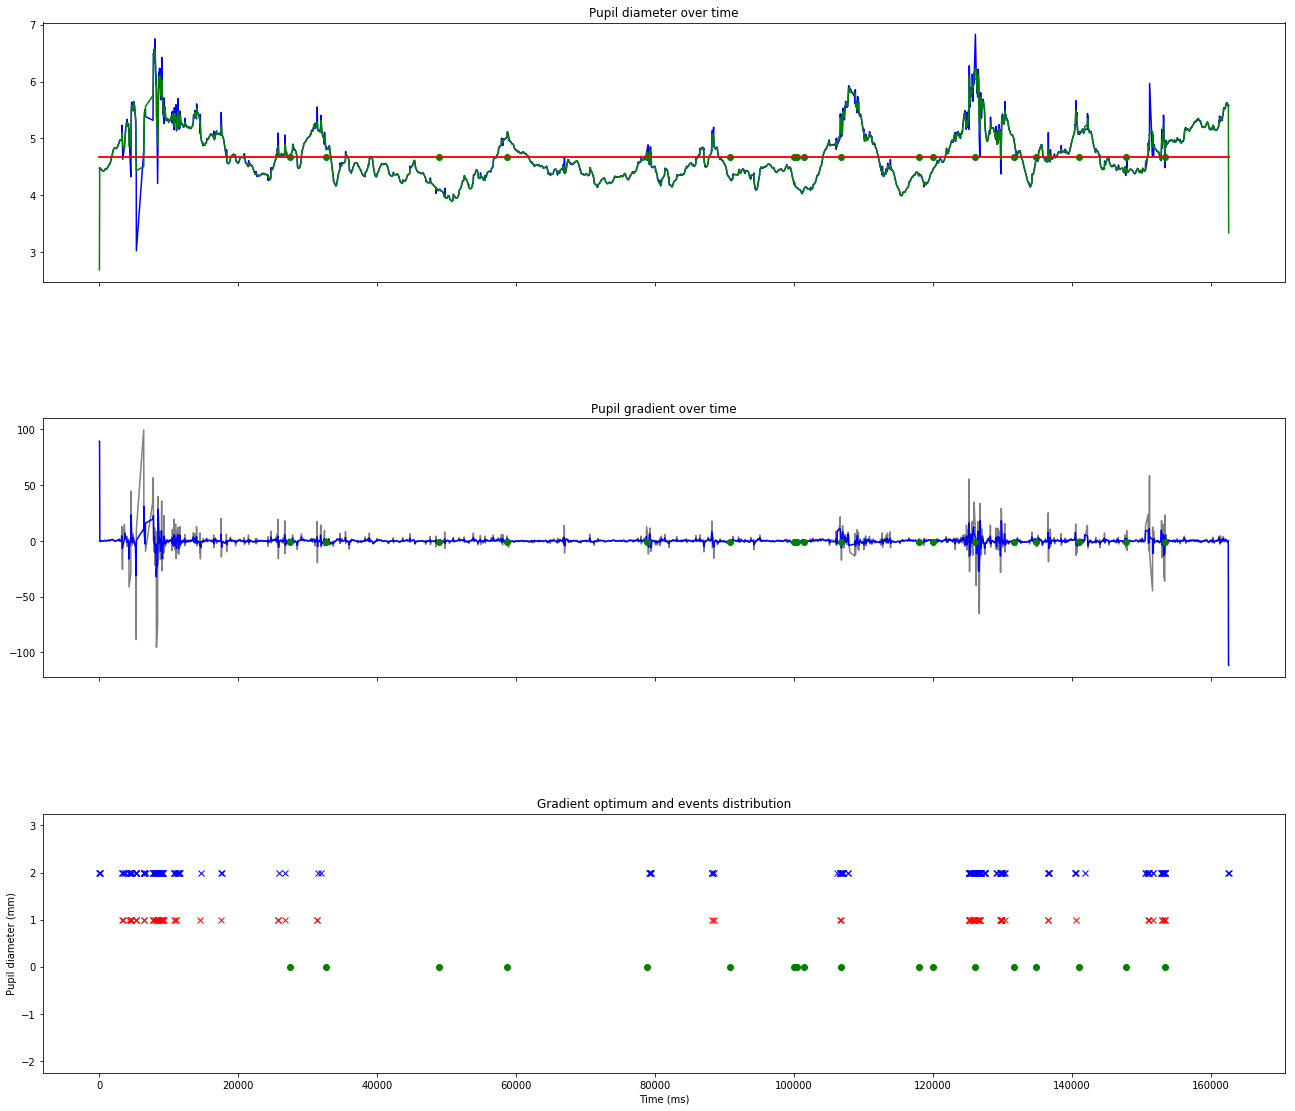 Pupil diameter over time
7
6
5
4
3
Pupil gradient over time
100
50
0
−50
−100
Gradient optimum and events distribution
3
2
1
0
−1
−2
Pupil diameter (mm)
0 20000 40000 60000 80000 100000 120000 140000 160000
Time (ms)